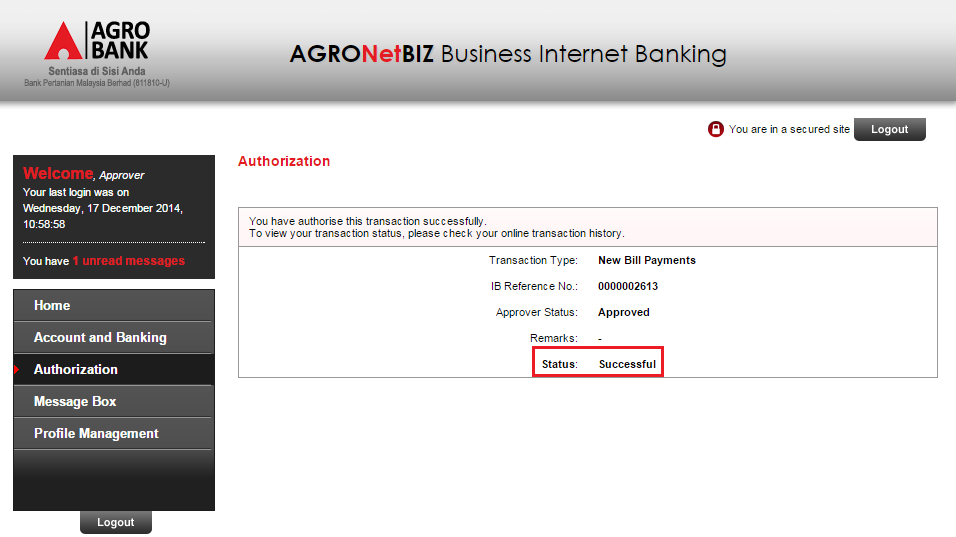 AGRO
BANK
Sentiasa di Sisi Anda
Bank Pertanian Malaysia Berhad (811810-U)
AGRONetBIZ Business Internet Banking
You are in a secured site
Logout
Welcome, Approver
Your last login was on
Wednesday, 17 December 2014,
10:58:58
You have 1 unread messages
Home
Account and Banking
Authorization
Message Box
Profile Management
Logout
Authorization
You have authorise this transaction successfully.
To view your transaction status, please check your online transaction history.
Transaction Type: New Bill Payments
IB Reference No.: 0000002613
Approver Status: Approved
Remarks: -
Status: Successful